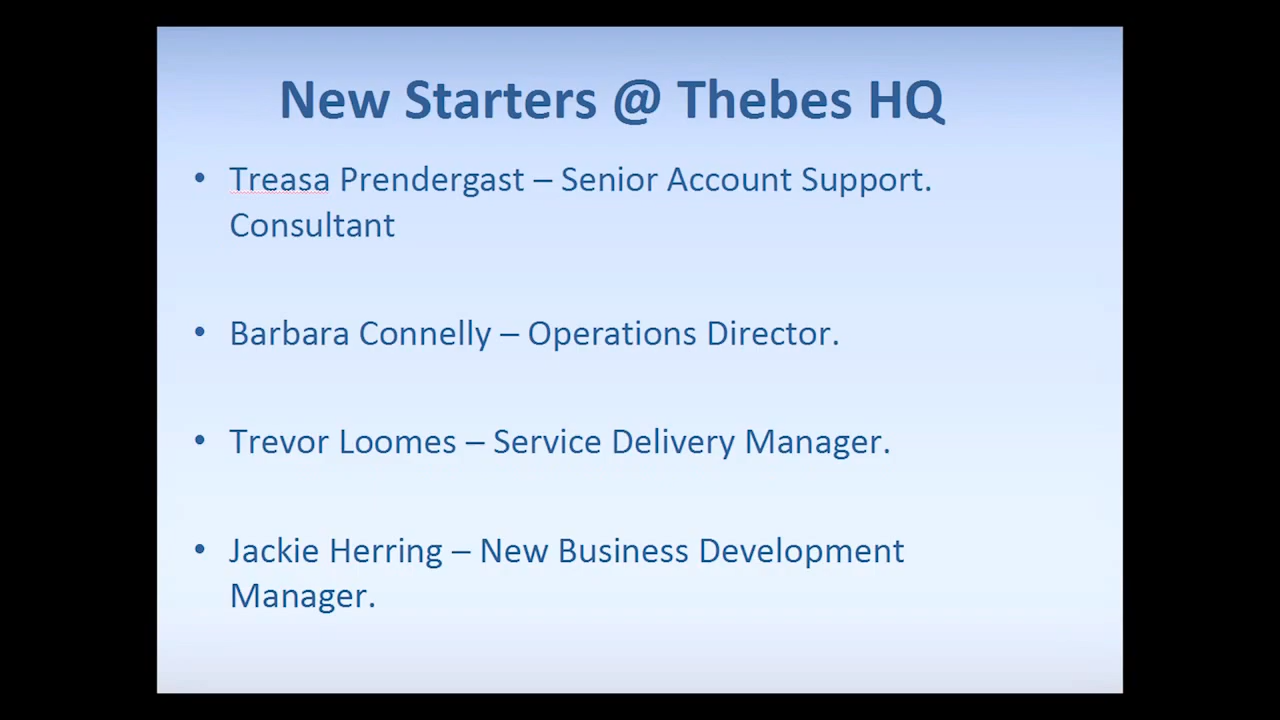 New Starters @ Thebes HQ
• Treasa Prendergast – Senior Account Support.
Consultant
• Barbara Connelly – Operations Director.
• Trevor Loomes – Service Delivery Manager.
• Jackie Herring – New Business Development
Manager.